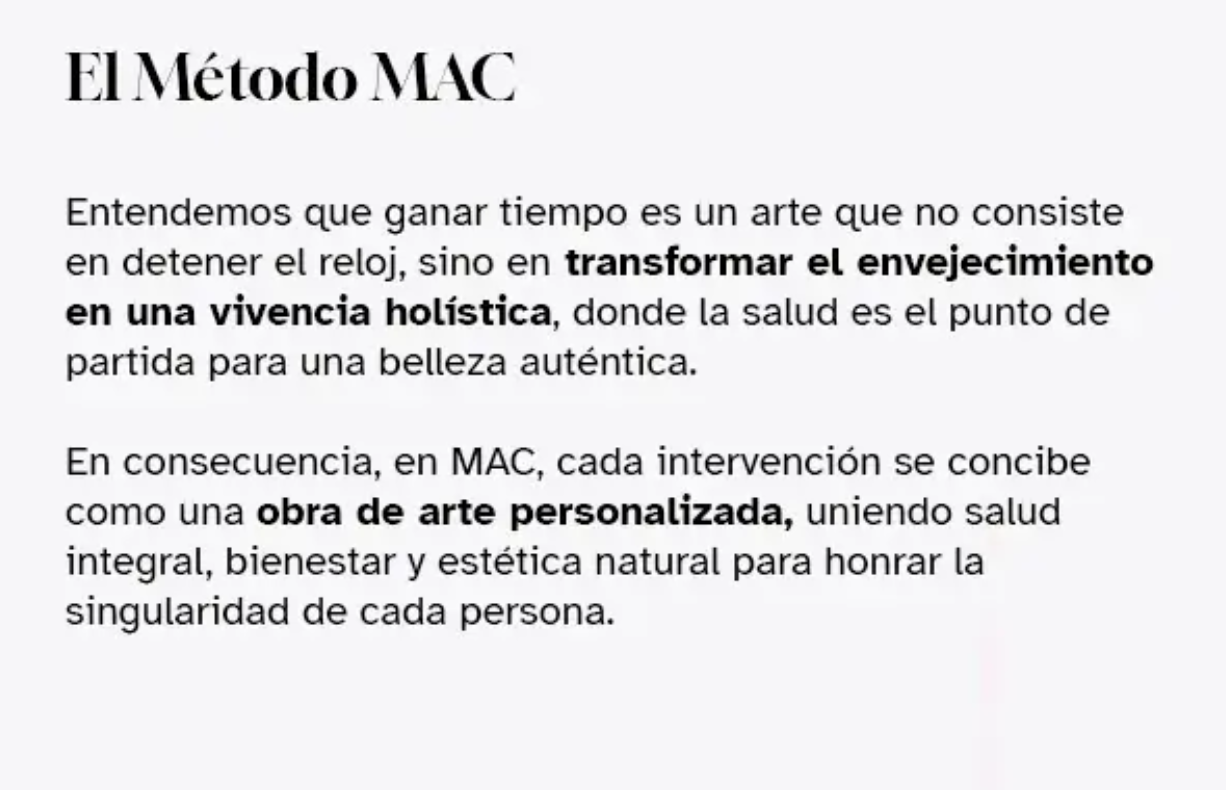 El Método MAC
Entendemos que ganar tiempo es un arte que no consiste
en detener el reloj, sino en transformar el envejecimiento
en una vivencia holística, donde la salud es el punto de
partida para una belleza auténtica.
En consecuencia, en MAC, cada intervención se concibe
como una obra de arte personalizada, uniendo salud
integral, bienestar y estética natural para honrar la
singularidad de cada persona.